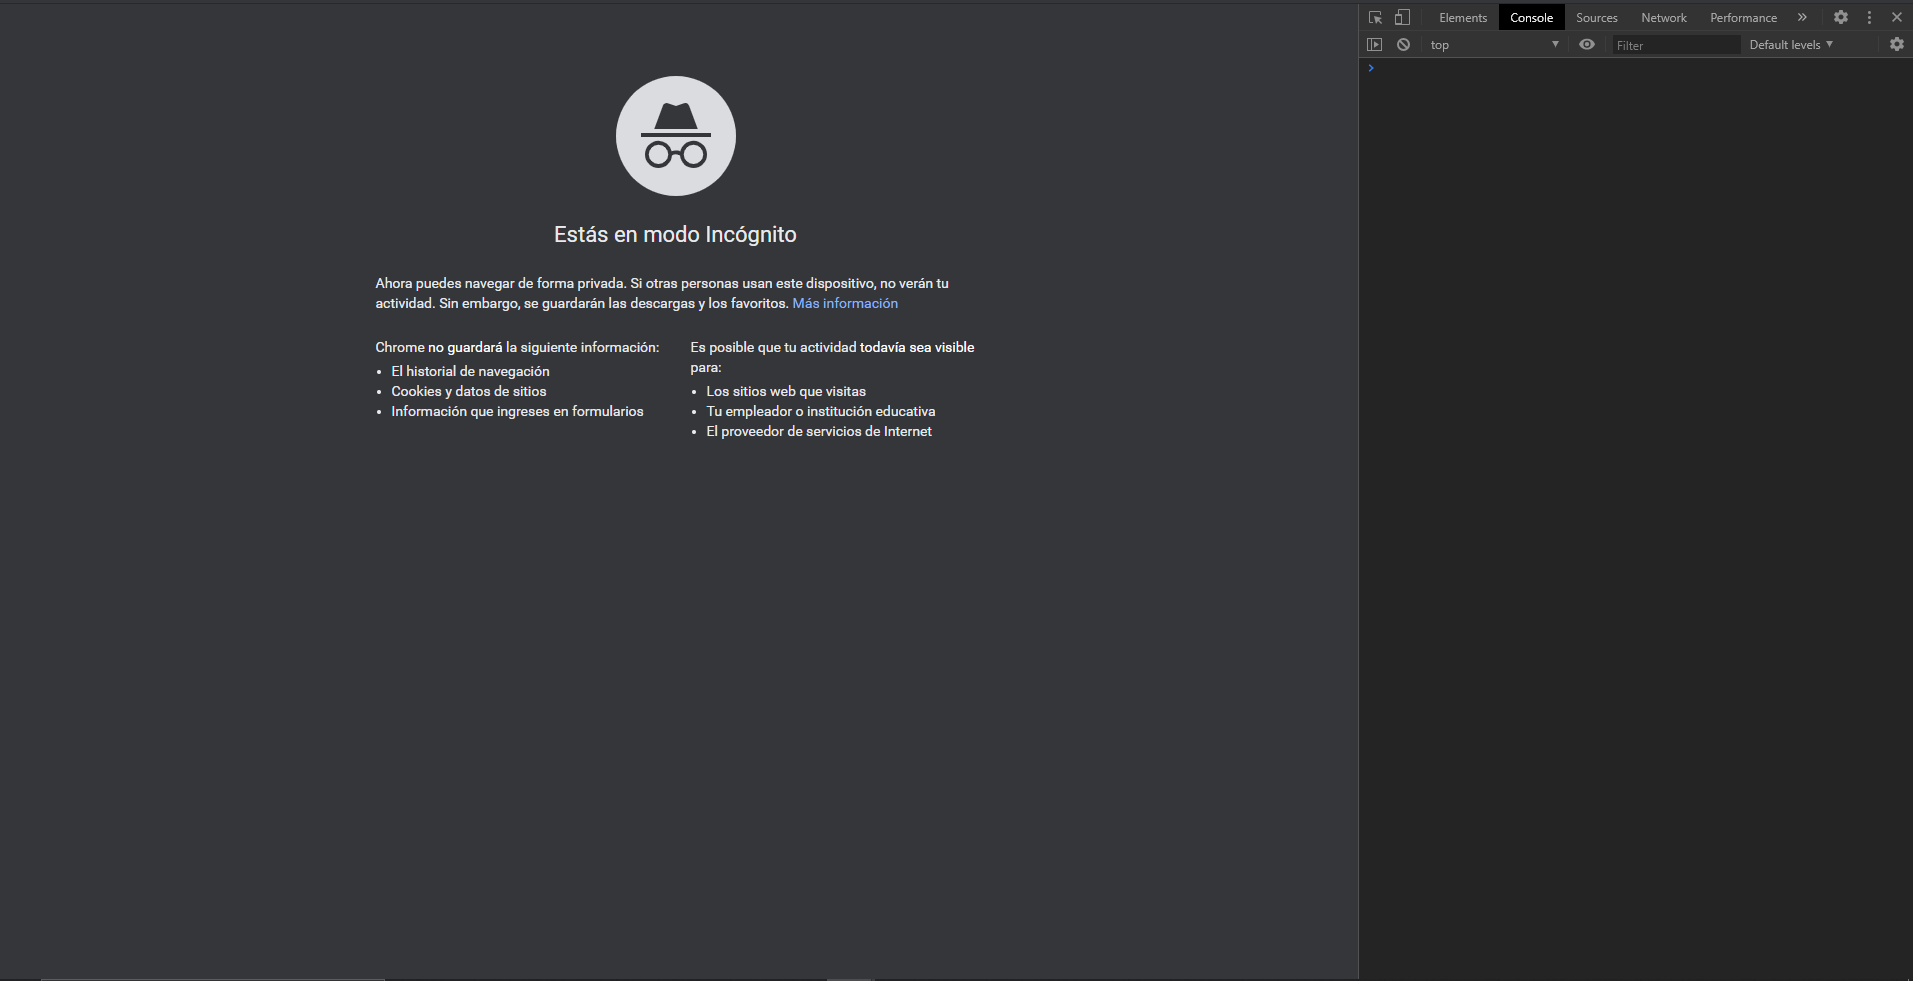 Estás en modo Incógnito
Ahora puedes navegar de forma privada. Si otras personas usan este dispositivo, no verán tu
actividad. Sin embargo, se guardarán las descargas y los favoritos. Más información
Chrome no guardará la siguiente información:
• El historial de navegación
• Cookies y datos de sitios
• Información que ingreses en formularios
Es posible que tu actividad todavía sea visible
para:
• Los sitios web que visitas
• Tu empleador o institución educativa
• El proveedor de servicios de Internet
Elements Console Sources Network Performance »
top Filter Default levels